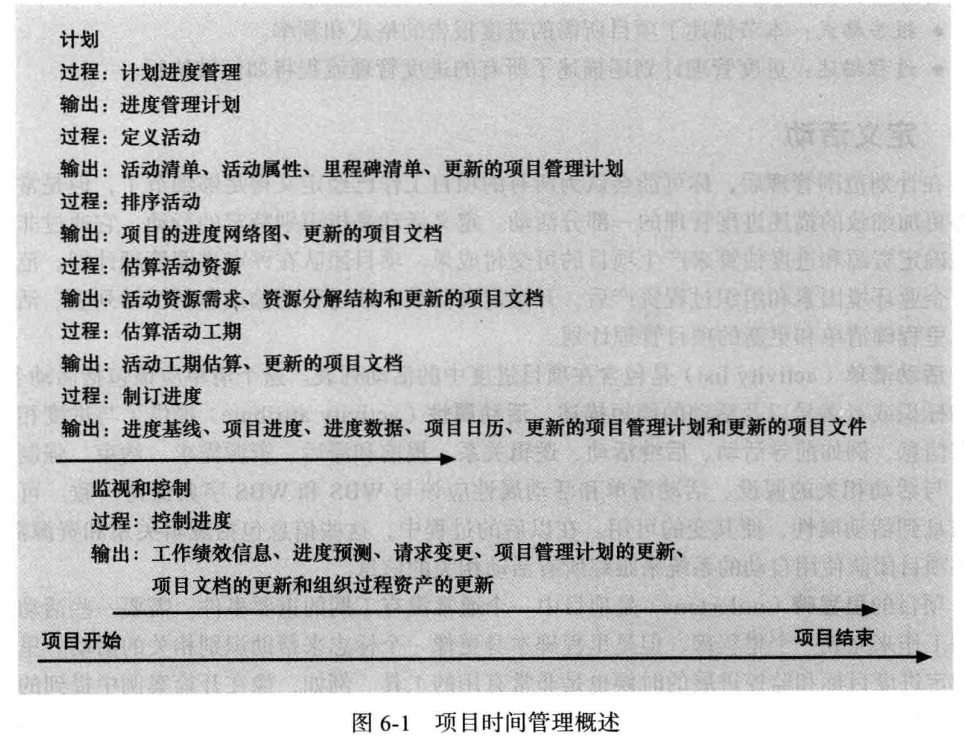 计划
过程：计划进度管理
输出：进度管理计划
过程：定义活动
输出：活动清单、活动属性、里程碑清单、更新的项目管理计划
过程：排序活动
输出：项目的进度网络图、更新的项目文档
过程：估算活动资源
输出：活动资源需求、资源分解结构和更新的项目文档
过程：估算活动工期
输出：活动工期估算、更新的项目文档
过程：制订进度
输出：进度基线、项目进度、进度数据、项目日历、更新的项目管理计划和更新的项目文件
监视和控制
过程：控制进度
输出：工作绩效信息、进度预测、请求变更、项目管理计划的更新、
项目文档的更新和组织过程资产的更新
项目开始 项目结束
图 6-1 项目时间管理概述